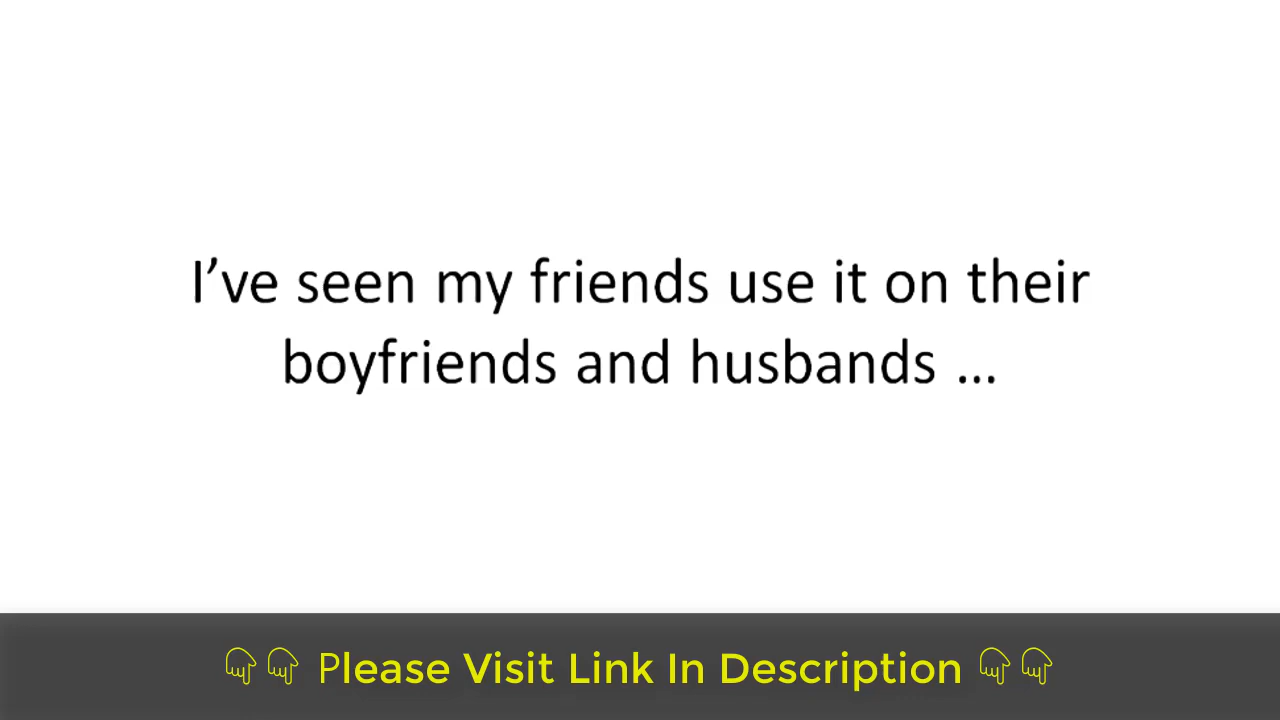 I’ve seen my friends use it on their
boyfriends and husbands ...
Please Visit Link In Description